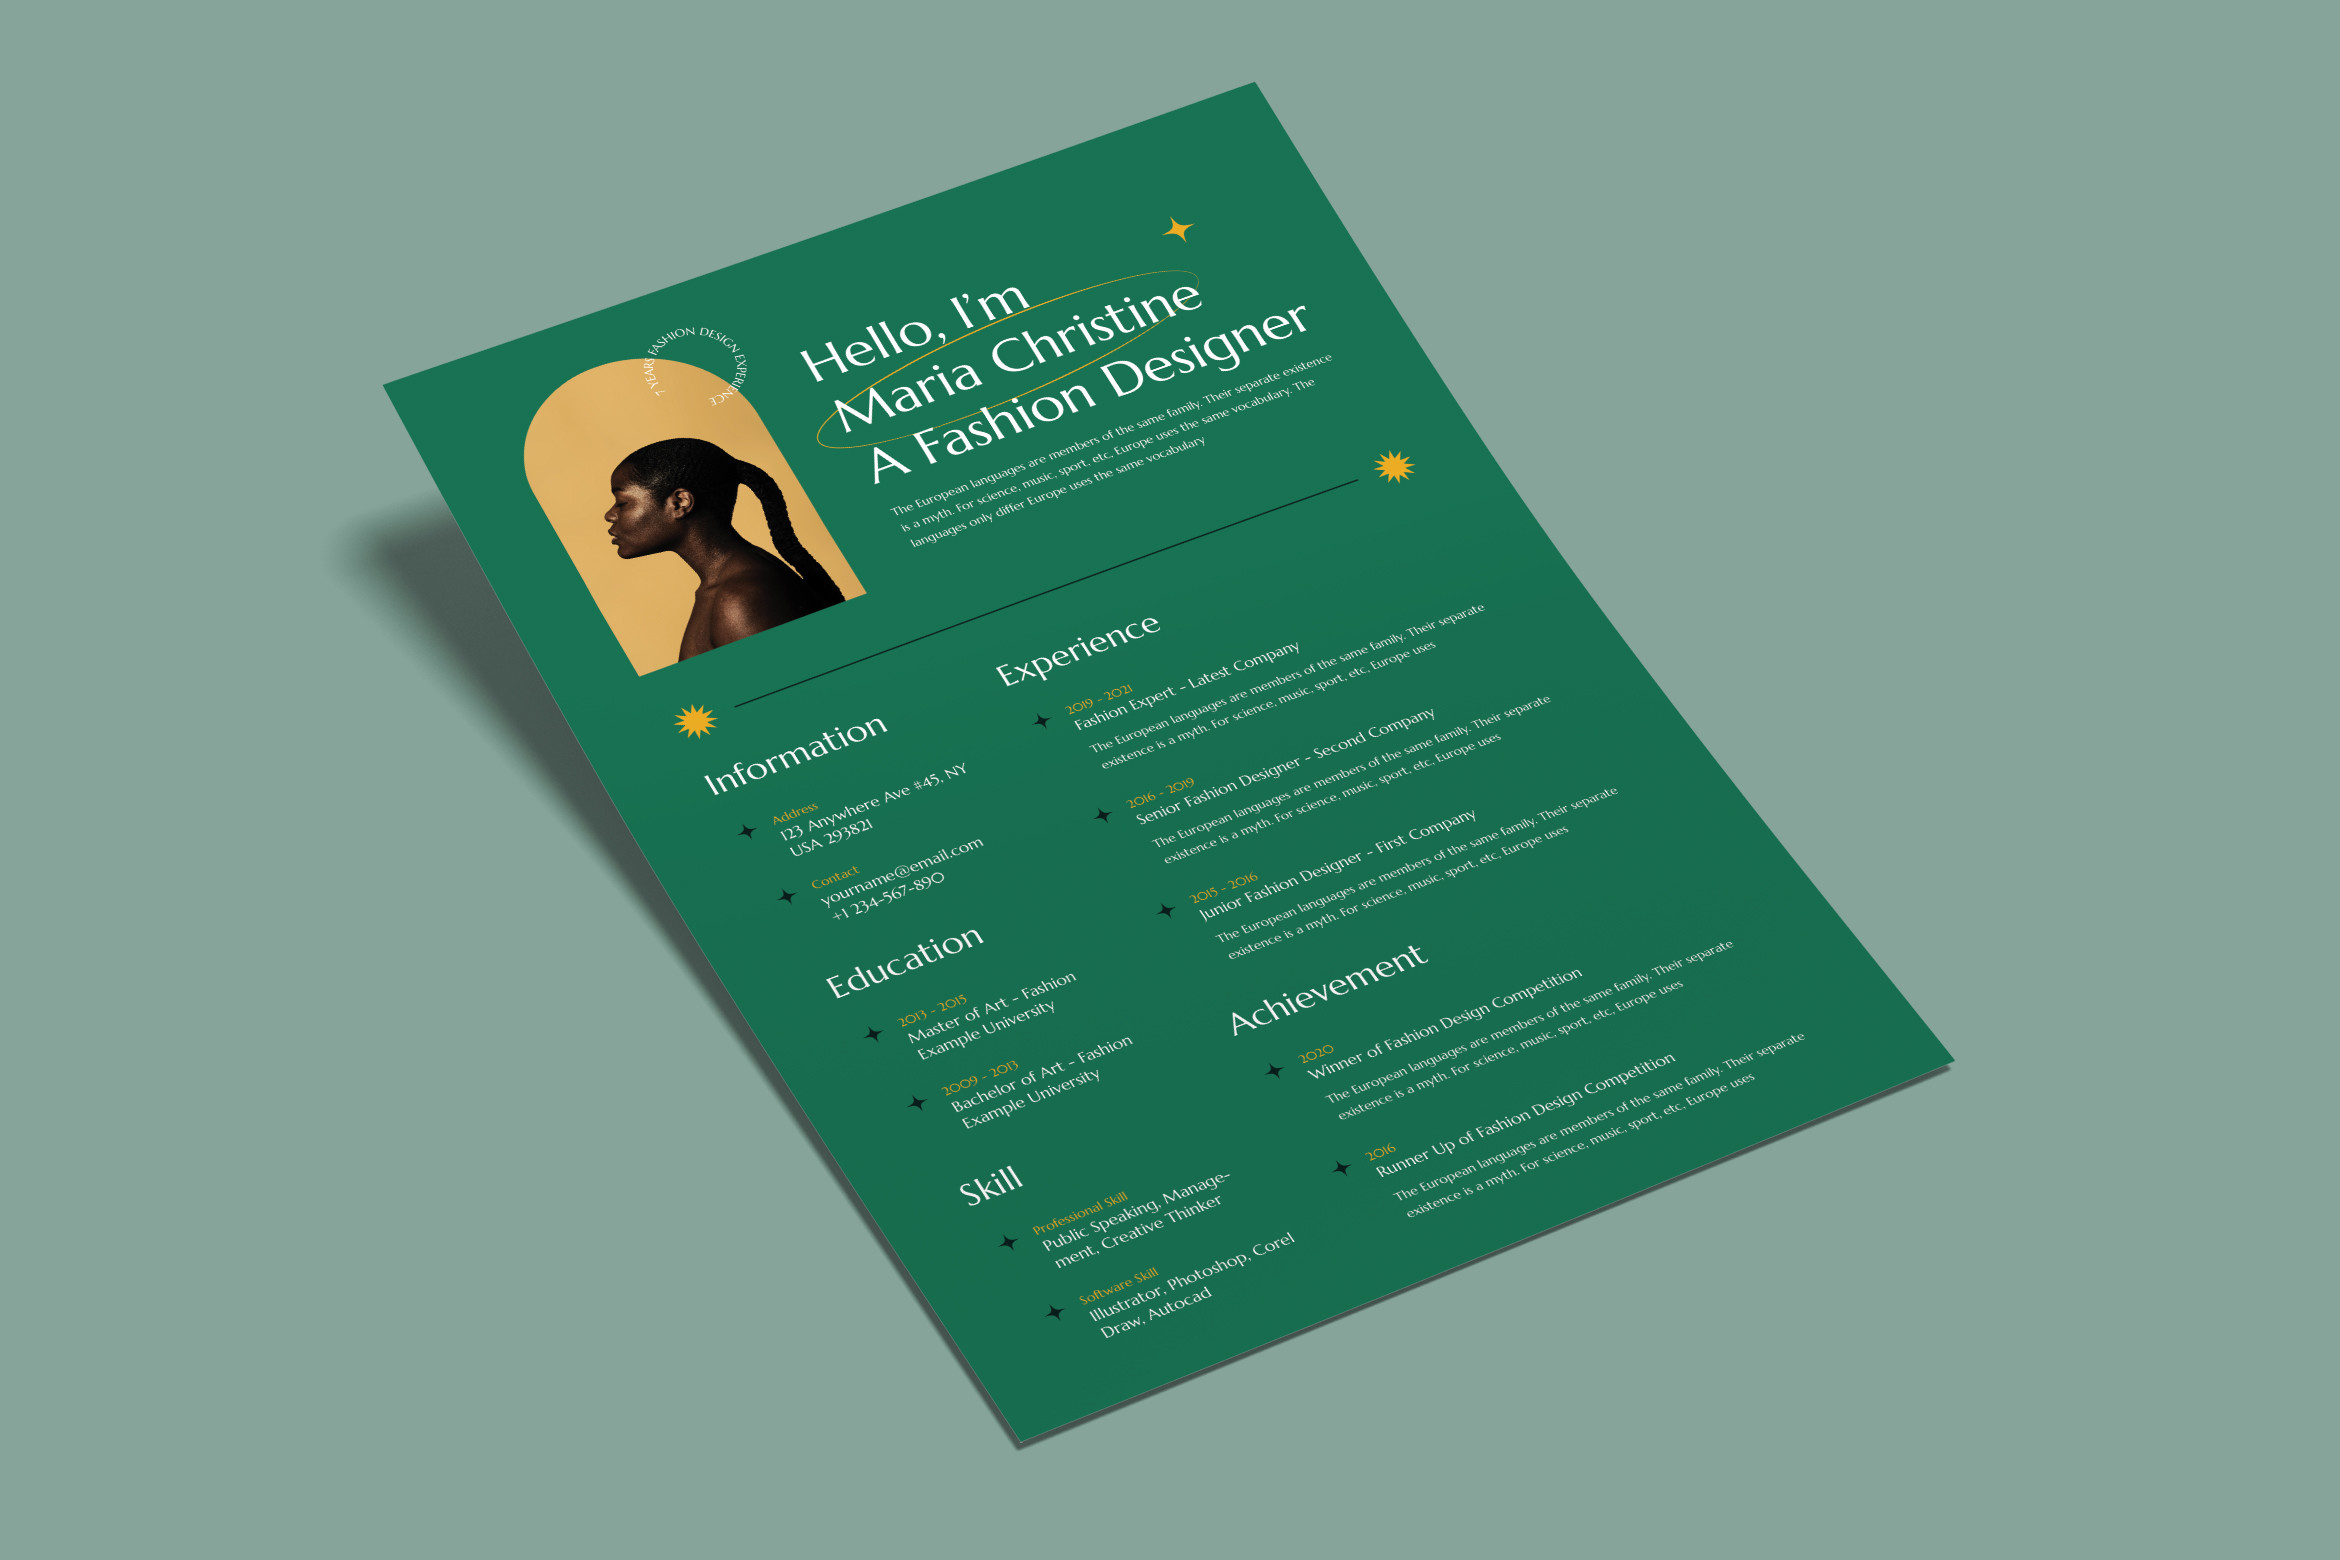 7 YEARS FASHION DESIGN EXPERIENCE
Hello, I'm
Maria Christine
A Fashion Designer
The European languages are members of the same family. Their separate existence
is a myth. For science, music, sport, etc. Europe uses the same vocabulary. The
languages only differ Europe uses the same vocabulary
Information
Address
123 Anywhere Ave #45, NY
USA 293821
Contact
yourname@email.com
+1 234-567-890
Education
2013 - 2015
Master of Art - Fashion
Example University
2009 - 2013
Bachelor of Art - Fashion
Example University
Skill
Professional Skill
Public Speaking, Manage-
ment, Creative Thinker
Software Skill
Illustrator, Photoshop, Corel
Draw, Autocad
Experience
2019 - 2021
Fashion Expert - Latest Company
The European languages are members of the same family. Their separate
existence is a myth. For science, music, sport, etc, Europe uses
2016 - 2019
Senior Fashion Designer - Second Company
The European languages are members of the same family. Their separate
existence is a myth. For science, music, sport, etc, Europe uses
2015 - 2016
Junior Fashion Designer - First Company
The European languages are members of the same family. Their separate
existence is a myth. For science, music, sport, etc, Europe uses
Achievement
2020
Winner of Fashion Design Competition
The European languages are members of the same family. Their separate
existence is a myth. For science, music, sport, etc, Europe uses
2016
Runner Up of Fashion Design Competition
The European languages are members of the same family. Their separate
existence is a myth. For science, music, sport, etc, Europe uses